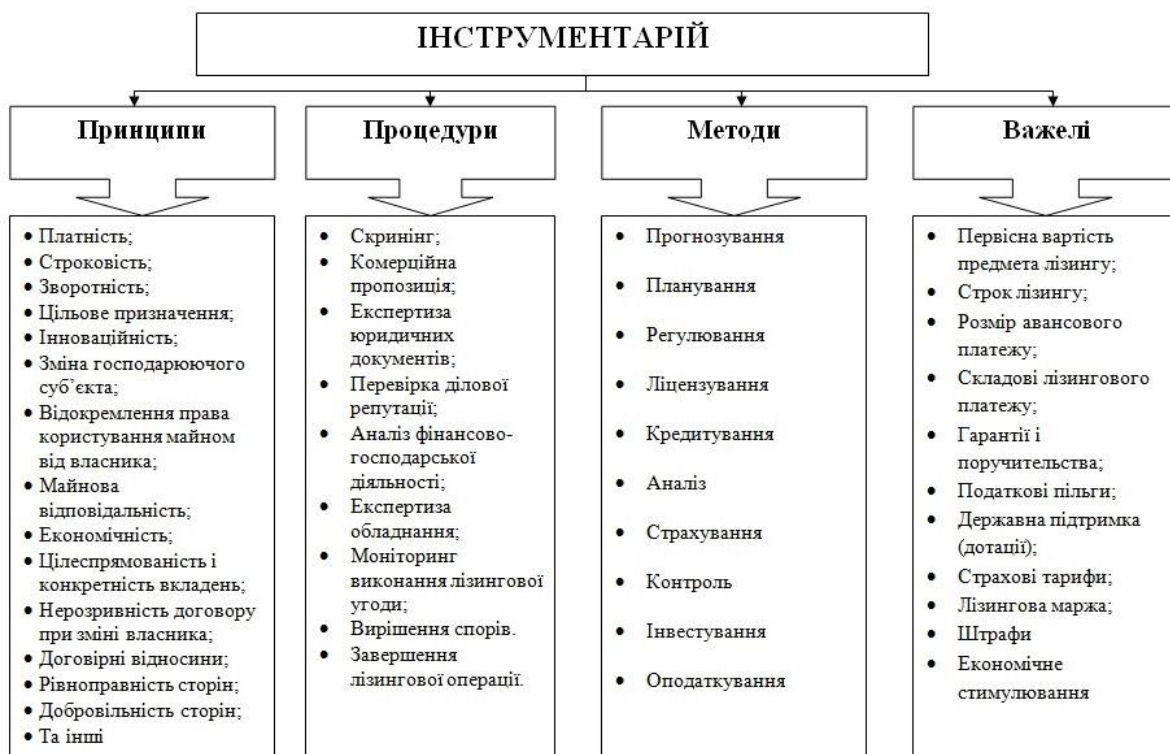 ІНСТРУМЕНТАРІЙ
Принципи
• Платність;
• Строковість;
• Зворотність;
• Цільове призначення;
• Інноваційність;
• Зміна господарюючого
суб'єкта;
• Відокремлення права
користування майном
від власника;
• Майнова
відповідальність;
• Економічність;
• Цілеспрямованість і
конкретність вкладень;
• Нерозривність договору
при зміні власника;
• Договірні відносини;
• Рівноправність сторін;
• Добровільність сторін;
• Та інші
Процедури
• Скринінг;
• Комерційна
пропозиція;
• Експертиза
юридичних
документів;
• Перевірка ділової
репутації;
• Аналіз фінансово-
господарської
діяльності;
• Експертиза
обладнання;
• Моніторинг
виконання лізингової
угоди;
• Вирішення спорів.
• Завершення
лізингової операції.
Методи
• Прогнозування
• Планування
• Регулювання
• Ліцензування
• Кредитування
• Аналіз
• Страхування
• Контроль
• Інвестування
• Оподаткування
Важелі
• Первісна вартість
предмета лізингу;
• Строк лізингу;
• Розмір авансового
платежу;
• Складові лізингового
платежу;
• Гарантії і
поручительства;
• Податкові пільги;
• Державна підтримка
(дотації);
• Страхові тарифи;
• Лізингова маржа;
• Штрафи
• Економічне
стимулювання